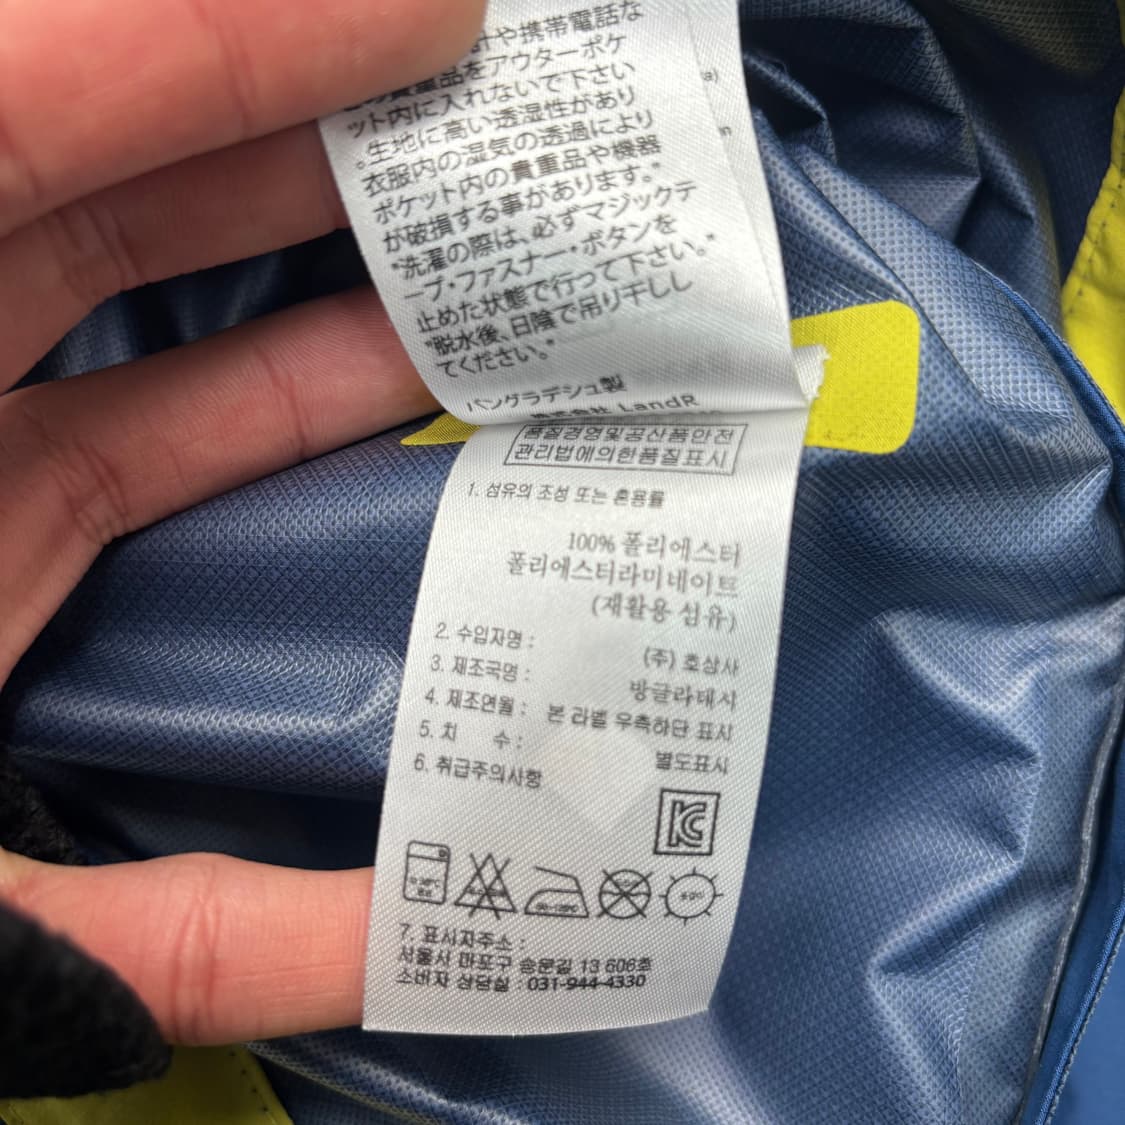 計や携帯電話な
どの貴重品をアウターポケ
ット内に入れないで下さい
。生地に高い透湿性があり
衣服内の湿気の透過により
ポケット内の貴重品や機器
が破損する事があります。"
"洗濯の際は、必ずマジックテ
ープ・ファスナー・ボタンを
止めた状態で行って下さい。"
"脱水後、日陰で吊り干しし
てください。"
バングラデシュ製
株式会社 LandR
품질경영및공산품안전
관리법에의한품질표시
1. 섬유의 조성 또는 혼용률
100% 폴리에스터
폴리에스터라미네이트
(재활용 섬유)
2. 수입자명 : (주) 호상사
3. 제조국명 : 방글라데시
4. 제조연월 : 본 라벨 우측하단 표시
5. 치 수 : 별도표시
6. 취급주의사항
7. 표시자주소 :
서울시 마포구 숭문길 13 606호
소비자 상담실 : 031-944-4330